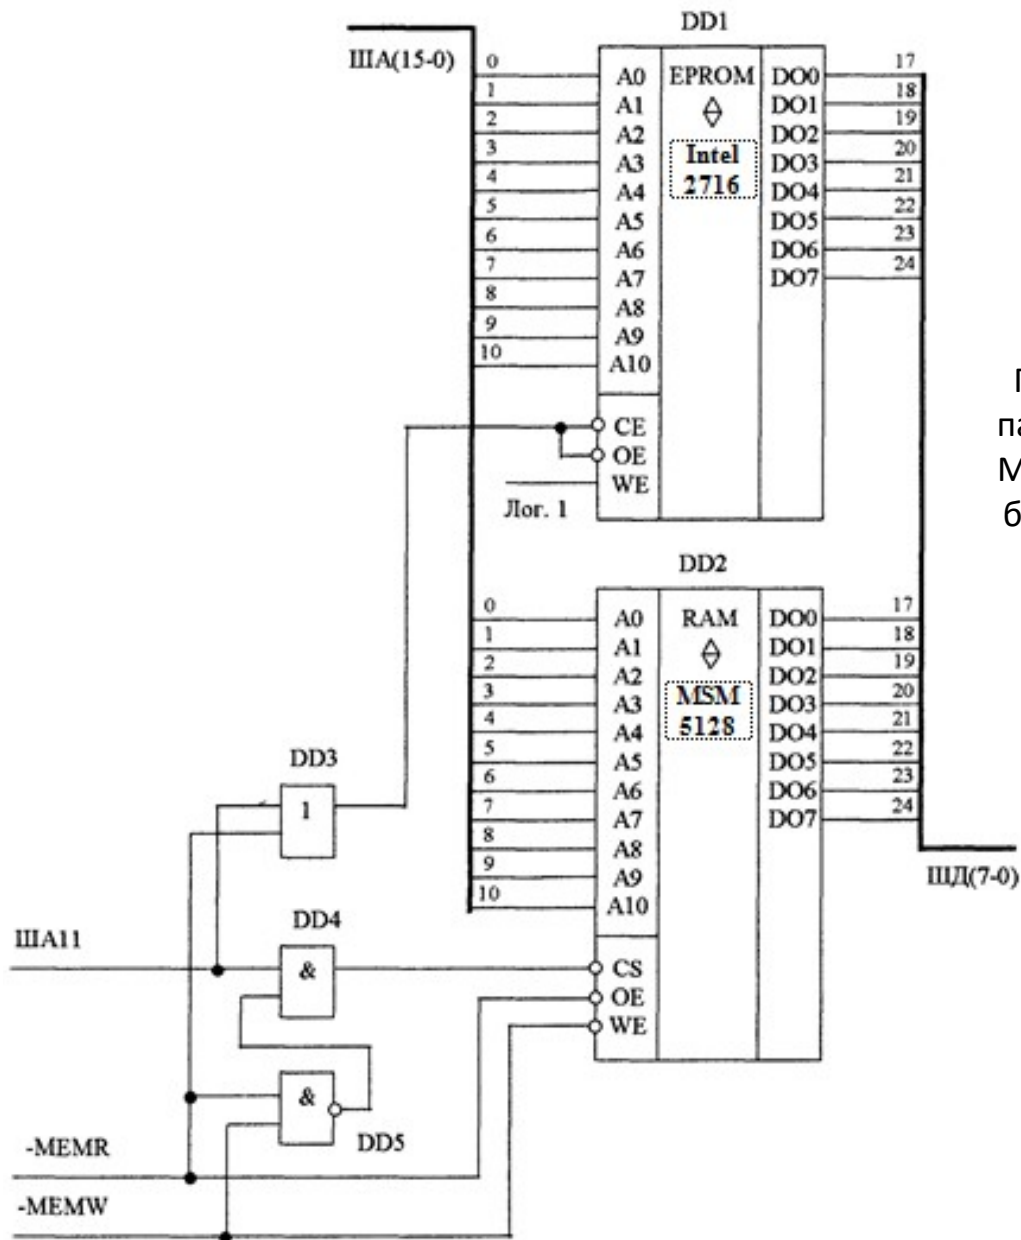 ША(15-0)
DD1
0
1
2
3
4
5
6
7
8
9
10
A0
A1
A2
A3
A4
A5
A6
A7
A8
A9
A10
CE
OE
WE
Лог. 1
EPROM
Intel
2716
DO0
DO1
DO2
DO3
DO4
DO5
DO6
DO7
17
18
19
20
21
22
23
24
DD2
0
1
2
3
4
5
6
7
8
9
10
A0
A1
A2
A3
A4
A5
A6
A7
A8
A9
A10
CS
OE
WE
RAM
MSM
5128
DO0
DO1
DO2
DO3
DO4
DO5
DO6
DO7
17
18
19
20
21
22
23
24
ШД(7-0)
DD3
1
DD4
&
ША11
&
DD5
-MEMR
-MEMW